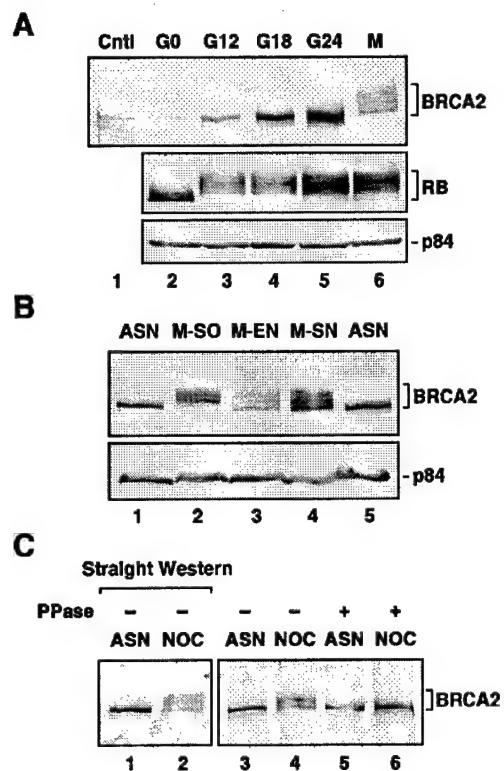 A
Cntl G0 G12 G18 G24 M
BRCA2
RB
p84
1 2 3 4 5 6
B
ASN M-SO M-EN M-SN ASN
BRCA2
p84
1 2 3 4 5
C
Straight Western
PPase - - - - + +
ASN NOC ASN NOC ASN NOC
BRCA2
1 2 3 4 5 6